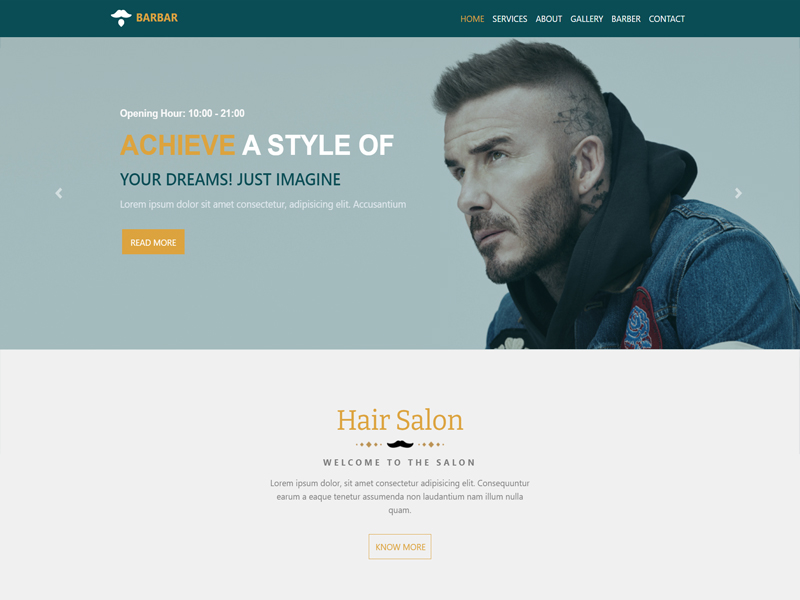 BARBAR
HOME SERVICES ABOUT GALLERY BARBER CONTACT
Opening Hour: 10:00 - 21:00
ACHIEVE A STYLE OF
YOUR DREAMS! JUST IMAGINE
Lorem ipsum dolor sit amet consectetur, adipisicing elit. Accusantium
READ MORE
Hair Salon
WELCOME TO THE SALON
Lorem ipsum dolor, sit amet consectetur adipisicing elit. Consequuntur
earum a eaque tenetur assumenda non laudantium nam illum nulla
quam.
KNOW MORE